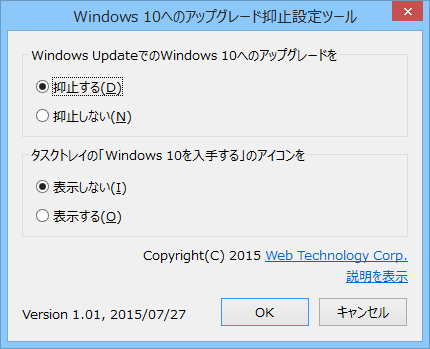 Windows 10へのアップグレード抑止設定ツール
Windows UpdateでのWindows 10へのアップグレードを
抑止する(D)
抑止しない(N)
タスクトレイの「Windows 10を入手する」のアイコンを
表示しない(I)
表示する(O)
Copyright(C) 2015 Web Technology Corp.
説明を表示
Version 1.01, 2015/07/27
OK
キャンセル